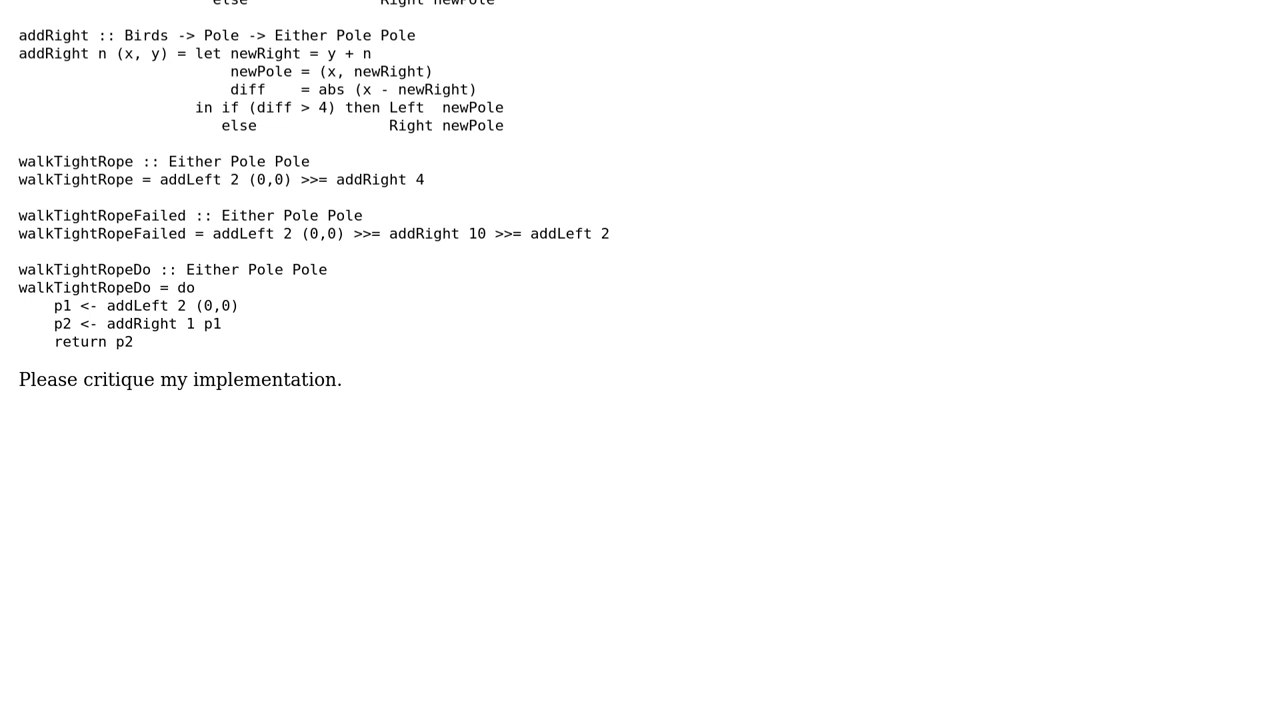 else                 Right newPole
addRight :: Birds -> Pole -> Either Pole Pole
addRight n (x, y) = let newRight = y + n
                        newPole = (x, newRight)
                        diff    = abs (x - newRight)
                    in if (diff > 4) then Left  newPole
                       else               Right newPole
walkTightRope :: Either Pole Pole
walkTightRope = addLeft 2 (0,0) >>= addRight 4
walkTightRopeFailed :: Either Pole Pole
walkTightRopeFailed = addLeft 2 (0,0) >>= addRight 10 >>= addLeft 2
walkTightRopeDo :: Either Pole Pole
walkTightRopeDo = do
    p1 <- addLeft 2 (0,0)
    p2 <- addRight 1 p1
    return p2
Please critique my implementation.